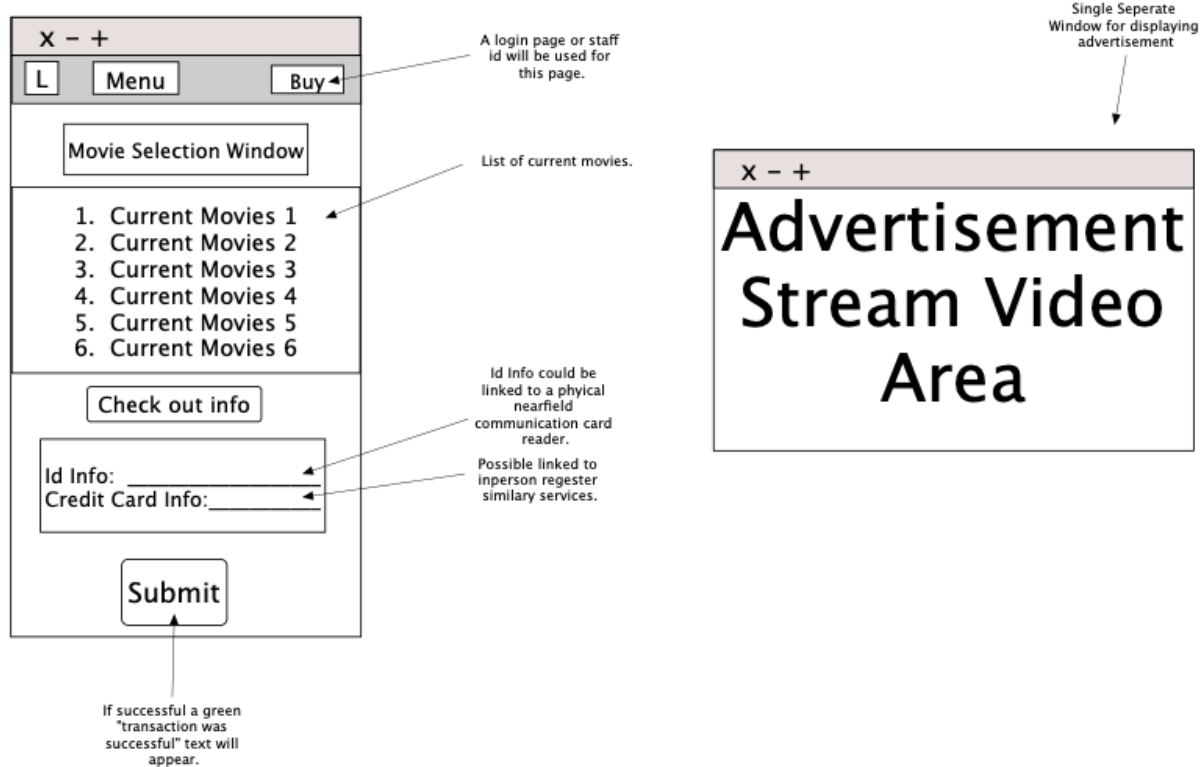 x - +
L Menu Buy
Movie Selection Window
1. Current Movies 1
2. Current Movies 2
3. Current Movies 3
4. Current Movies 4
5. Current Movies 5
6. Current Movies 6
Check out info
Id Info: _________________
Credit Card Info:__________
Submit
If successful a green
"transaction was
successful" text will
appear.
A login page or staff
id will be used for
this page.
List of current movies.
Id Info could be
linked to a phyical
nearfield
communication card
reader.
Possible linked to
inperson regester
similary services.
Single Seperate
Window for displaying
advertisement
x - +
Advertisement
Stream Video
Area